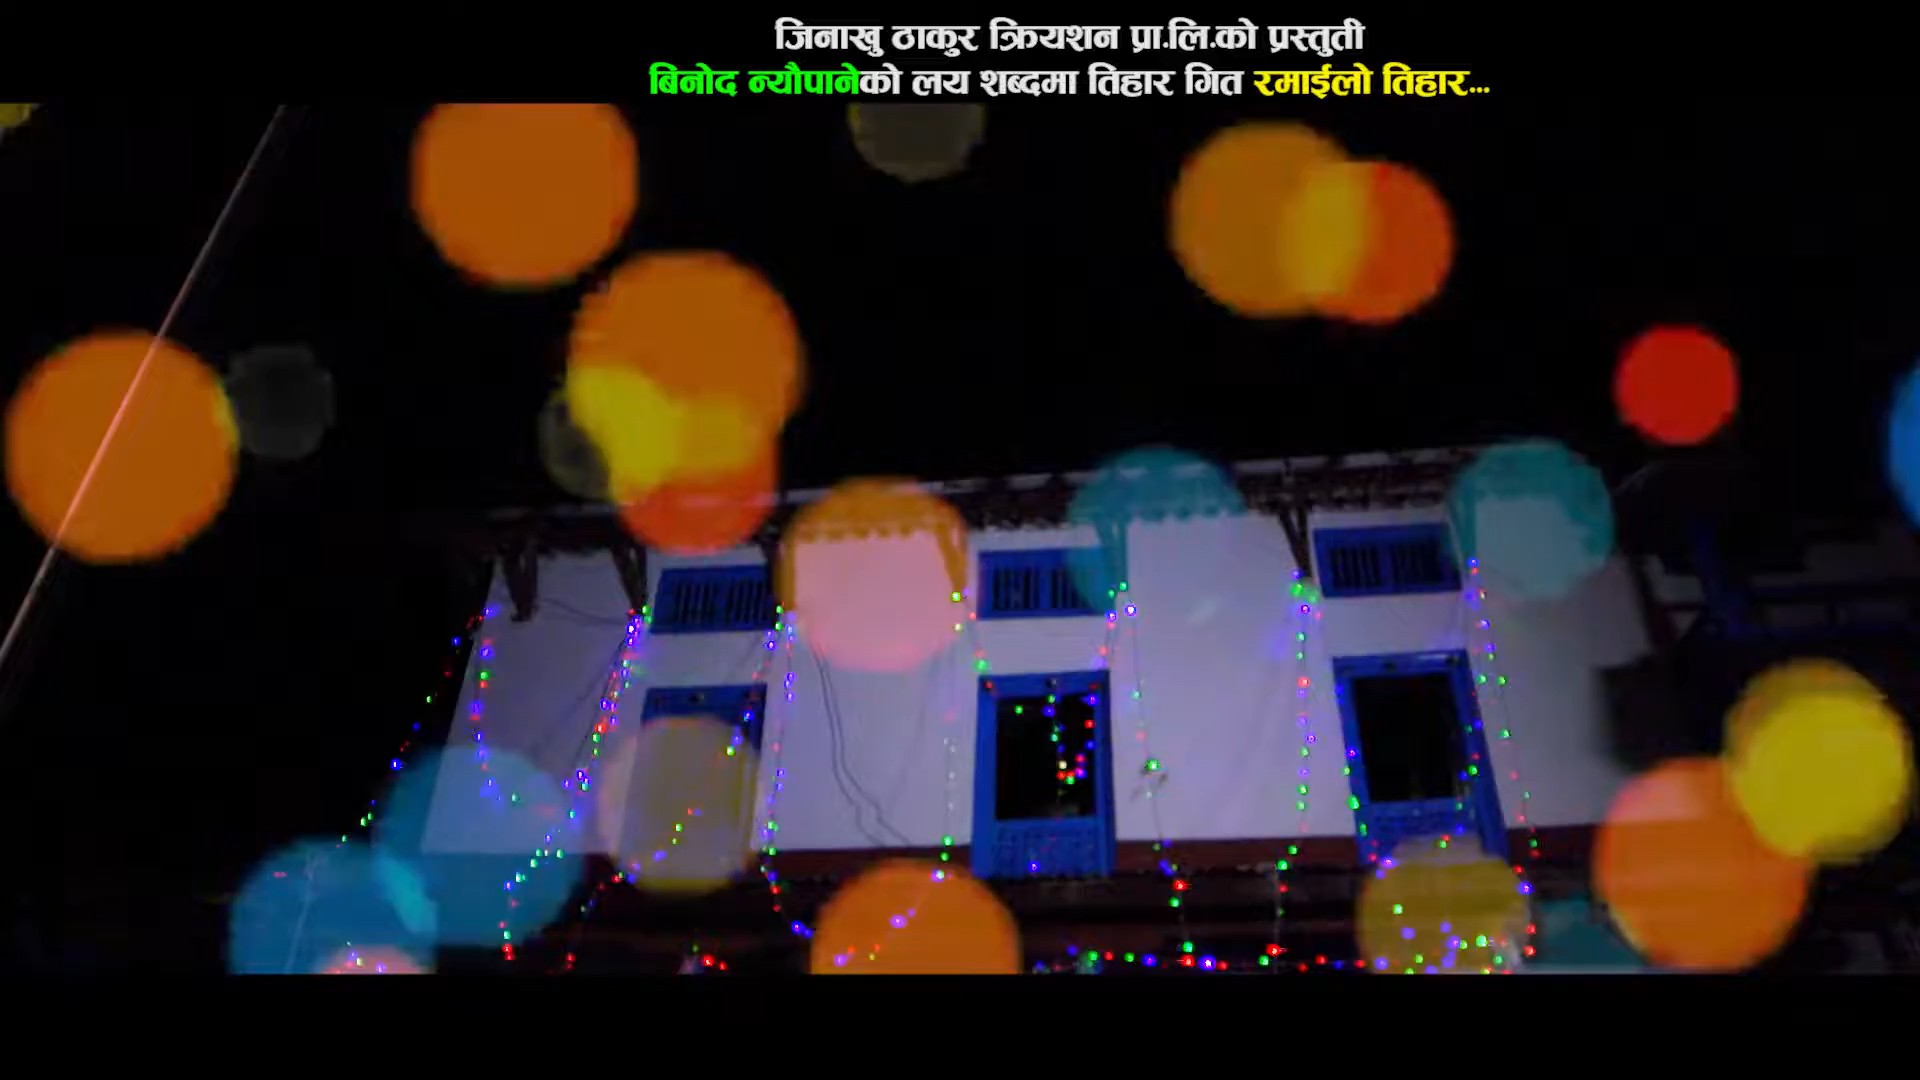 जिनाखु ठाकुर क्रियशन प्रा.लि.को प्रस्तुती
बिनोद न्यौपानेको लय शब्दमा तिहार गित रमाईलो तिहार...